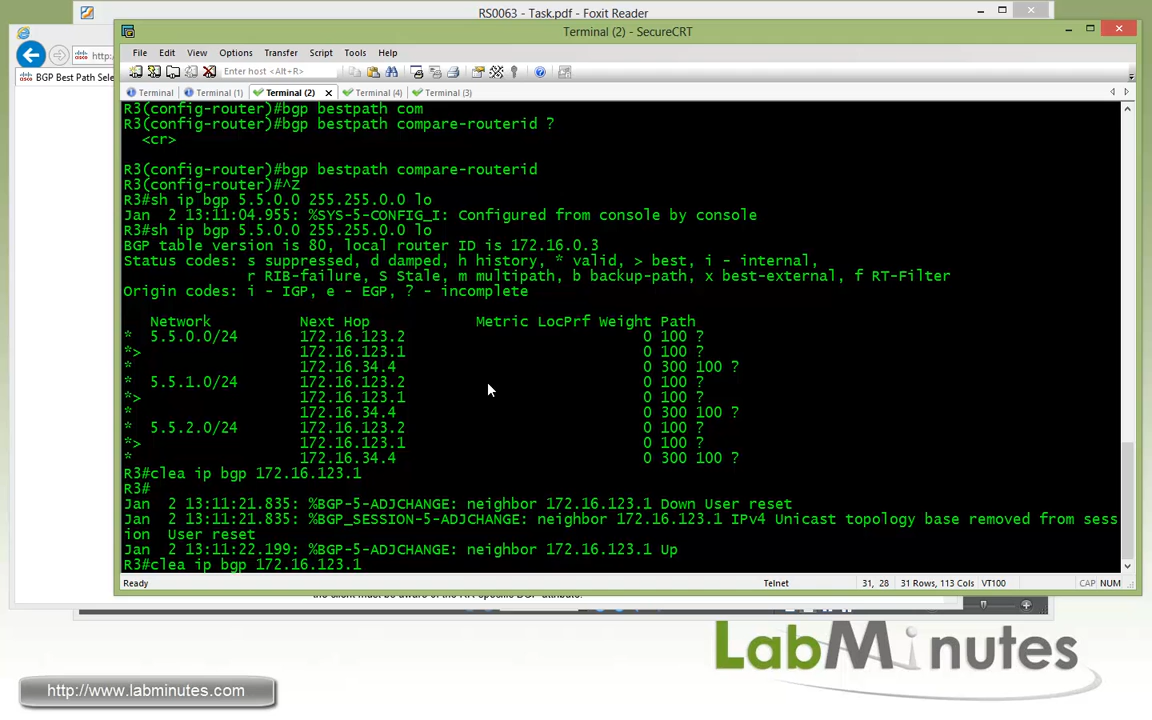 RS0063 - Task.pdf - Foxit Reader
Terminal (2) - SecureCRT
File Edit View Options Transfer Script Tools Help
http:
Enter host <Alt+R>
BGP Best Path Sele
Terminal Terminal (1) Terminal (2) Terminal (4) Terminal (3)
R3(config-router)#bgp bestpath com
R3(config-router)#bgp bestpath compare-routerid ?
<cr>
R3(config-router)#bgp bestpath compare-routerid
R3(config-router)#^Z
R3#sh ip bgp 5.5.0.0 255.255.0.0 lo
Jan 2 13:11:04.955: %SYS-5-CONFIG_I: Configured from console by console
R3#sh ip bgp 5.5.0.0 255.255.0.0 lo
BGP table version is 80, local router ID is 172.16.0.3
Status codes: s suppressed, d damped, h history, * valid, > best, i - internal,
r RIB-failure, S Stale, m multipath, b backup-path, x best-external, f RT-Filter
Origin codes: i - IGP, e - EGP, ? - incomplete
Network Next Hop Metric LocPrf Weight Path
* 5.5.0.0/24 172.16.123.2 0 100 ?
*> 172.16.123.1 0 100 ?
* 172.16.34.4 0 300 100 ?
* 5.5.1.0/24 172.16.123.2 0 100 ?
*> 172.16.123.1 0 100 ?
* 172.16.34.4 0 300 100 ?
* 5.5.2.0/24 172.16.123.2 0 100 ?
*> 172.16.123.1 0 100 ?
* 172.16.34.4 0 300 100 ?
R3#clea ip bgp 172.16.123.1
R3#
Jan 2 13:11:21.835: %BGP-5-ADJCHANGE: neighbor 172.16.123.1 Down User reset
Jan 2 13:11:21.835: %BGP_SESSION-5-ADJCHANGE: neighbor 172.16.123.1 IPv4 Unicast topology base removed from sess
ion User reset
Jan 2 13:11:22.199: %BGP-5-ADJCHANGE: neighbor 172.16.123.1 Up
R3#clea ip bgp 172.16.123.1
Ready Telnet 31, 28 31 Rows, 113 Cols VT100 CAP NUM
LabMinutes
http://www.labminutes.com